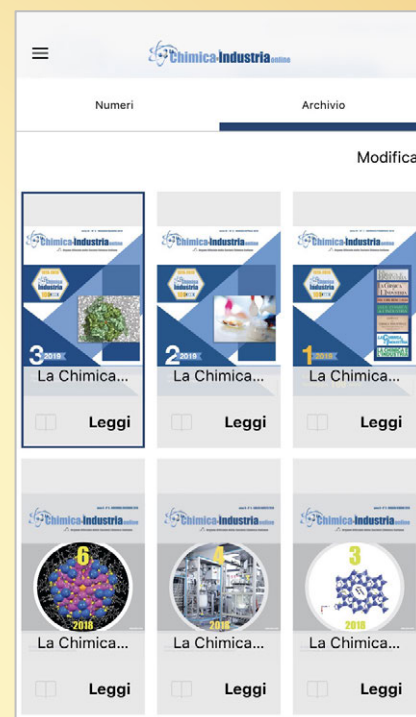 la Chimica e l'Industria online
Numeri
Archivio
Modifica
Chimica e l'Industria online
Chimica e l'Industria online
Chimica e l'Industria online
3 2019
2 2019
1 2019
La Chimica...
La Chimica...
La Chimica...
Leggi
Leggi
Leggi
Chimica e l'Industria online
Chimica e l'Industria online
Chimica e l'Industria online
6
4
3
2018
2018
2018
La Chimica...
La Chimica...
La Chimica...
Leggi
Leggi
Leggi